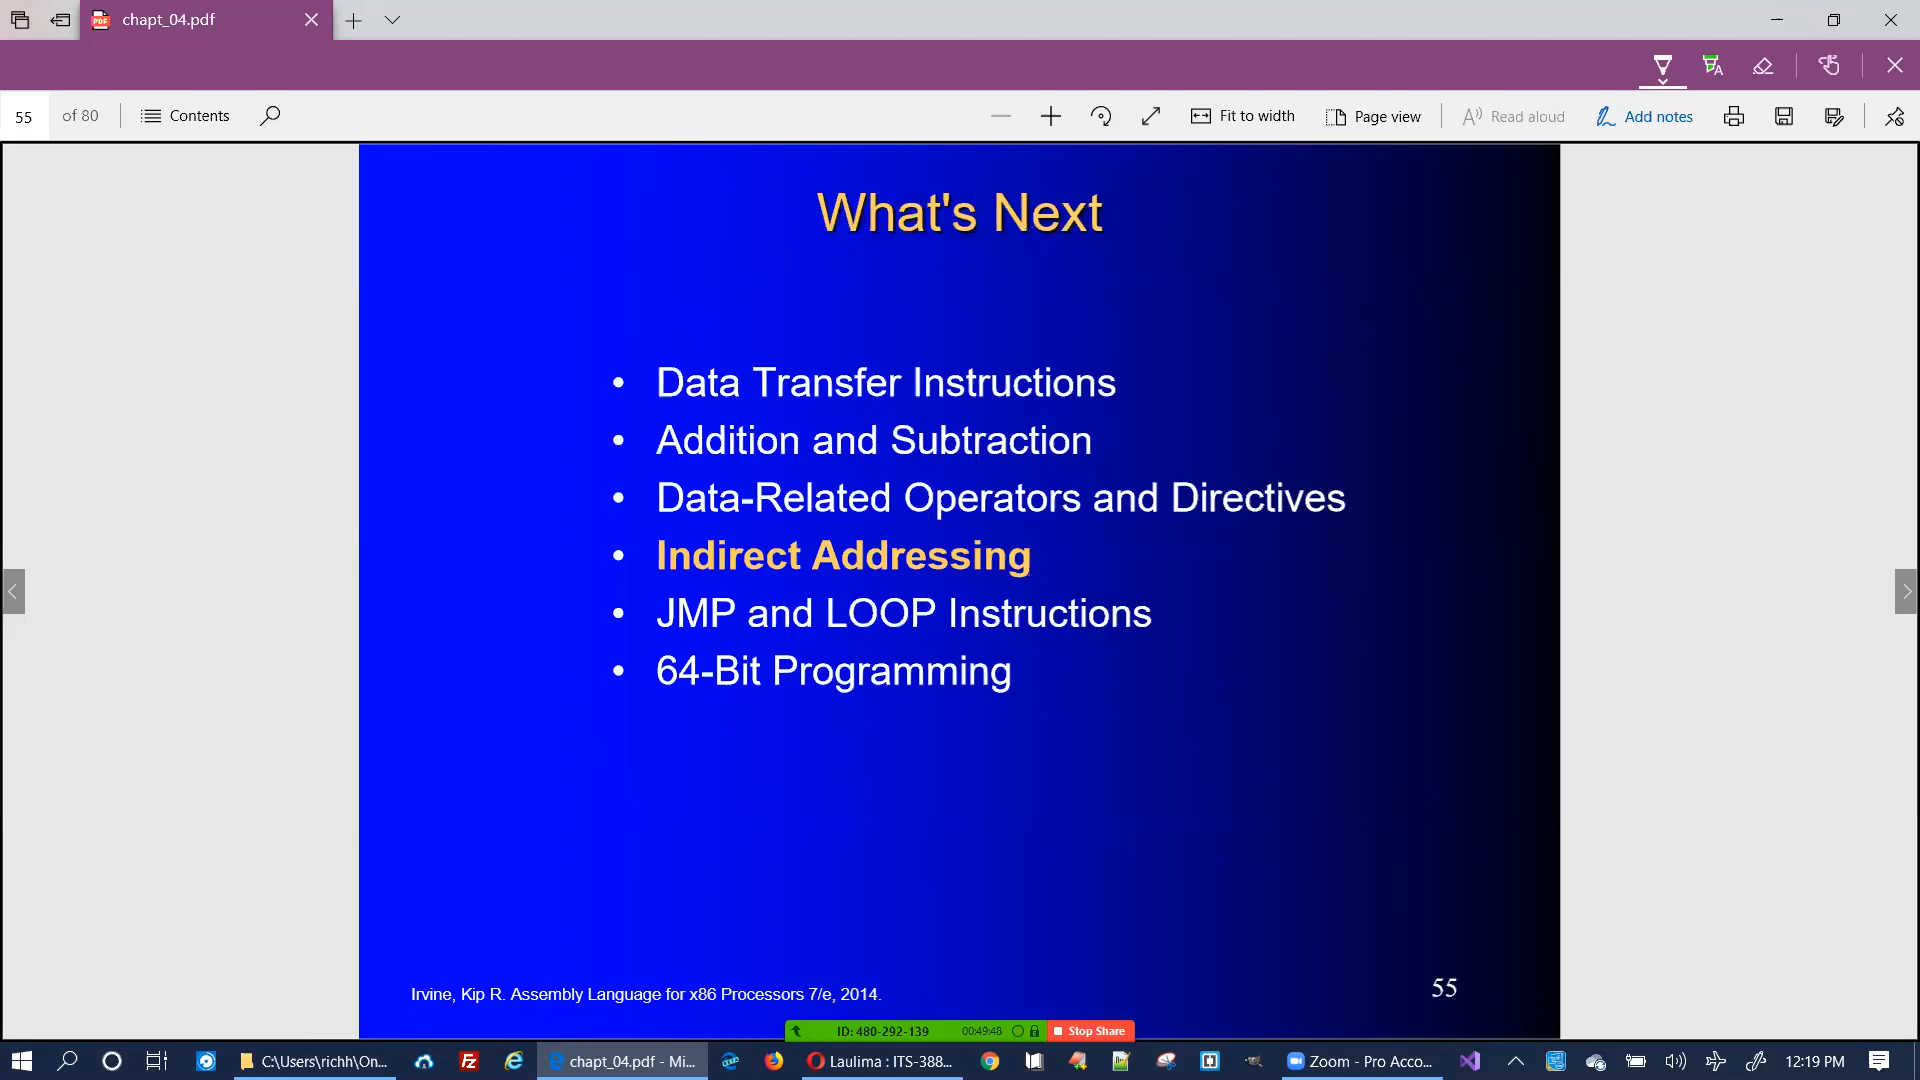 chapt_04.pdf
55 of 80 Contents Fit to width Page view Read aloud Add notes
What's Next
• Data Transfer Instructions
• Addition and Subtraction
• Data-Related Operators and Directives
• Indirect Addressing
• JMP and LOOP Instructions
• 64-Bit Programming
Irvine, Kip R. Assembly Language for x86 Processors 7/e, 2014.
55
ID: 480-292-139 00:49:48 Stop Share
C:\Users\richh\On... chapt_04.pdf - Mi... Laulima : ITS-388... Zoom - Pro Acco... 12:19 PM